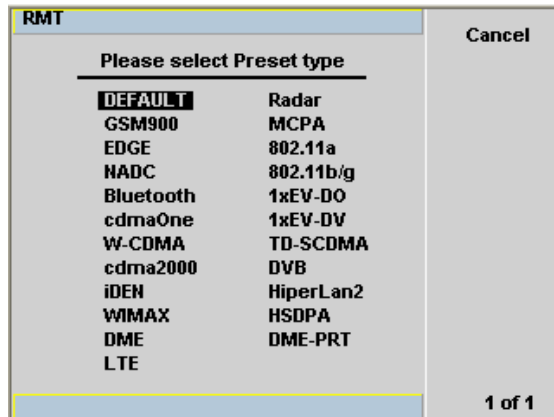 RMT
Cancel
Please select Preset type
DEFAULT Radar
GSM900 MCPA
EDGE 802.11a
NADC 802.11b/g
Bluetooth 1xEV-DO
cdmaOne 1xEV-DV
W-CDMA TD-SCDMA
cdma2000 DVB
iDEN HiperLan2
WIMAX HSDPA
DME DME-PRT
LTE
1 of 1